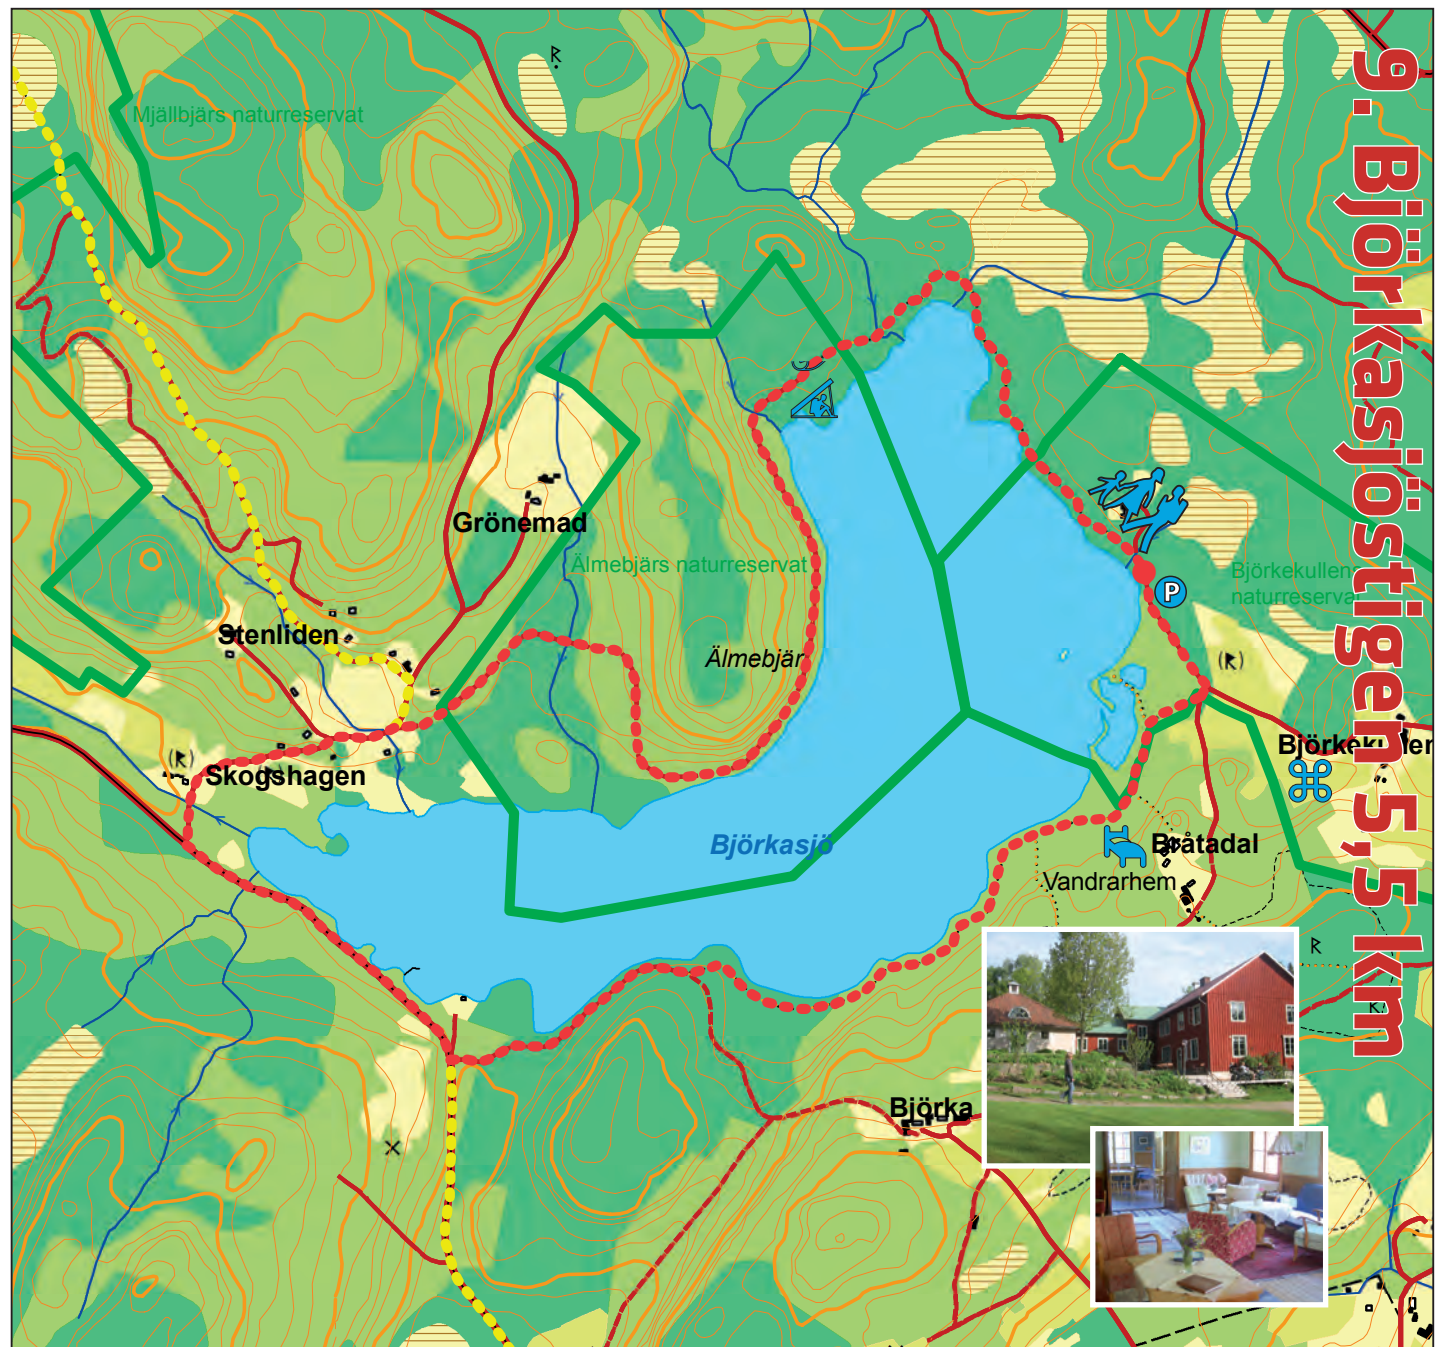 9. Björkasjöstigen 5,5 km
R
Mjällbjärs naturreservat
Grönemad
Älmebjärs naturreservat
P
Björkekullens
naturreservat
Stenliden
Älmebjär
(R)
(R)
Björkekullen
Skogshagen
Björkasjö
Bråtadal
Vandrarhem
R
R
Björka